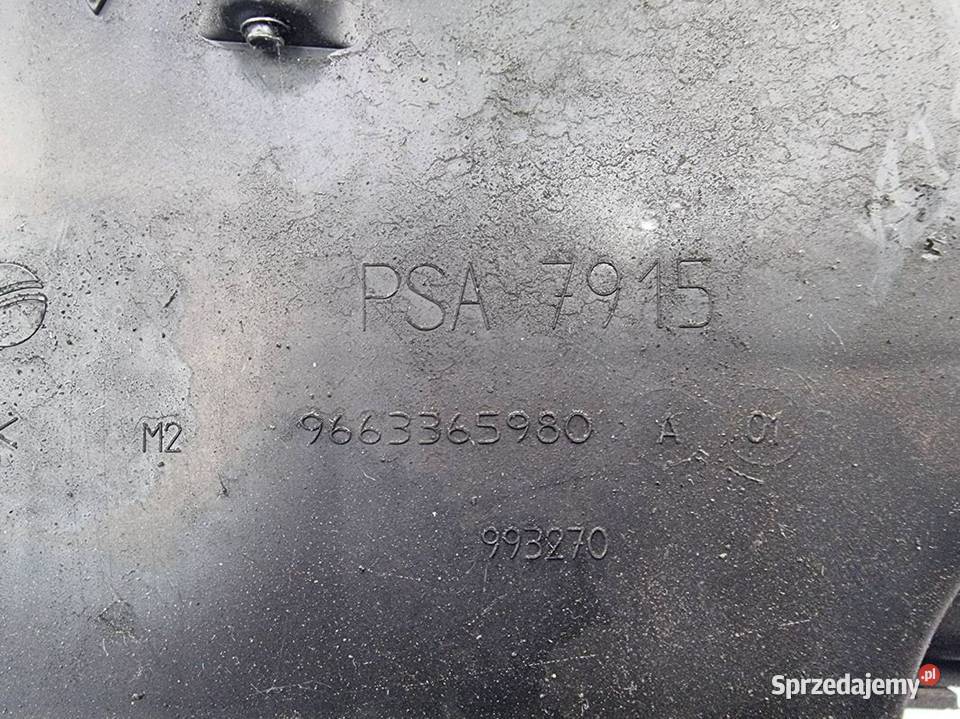 PSA 7915
M2 9663365980 A 01
993270
Sprzedajemy.pl